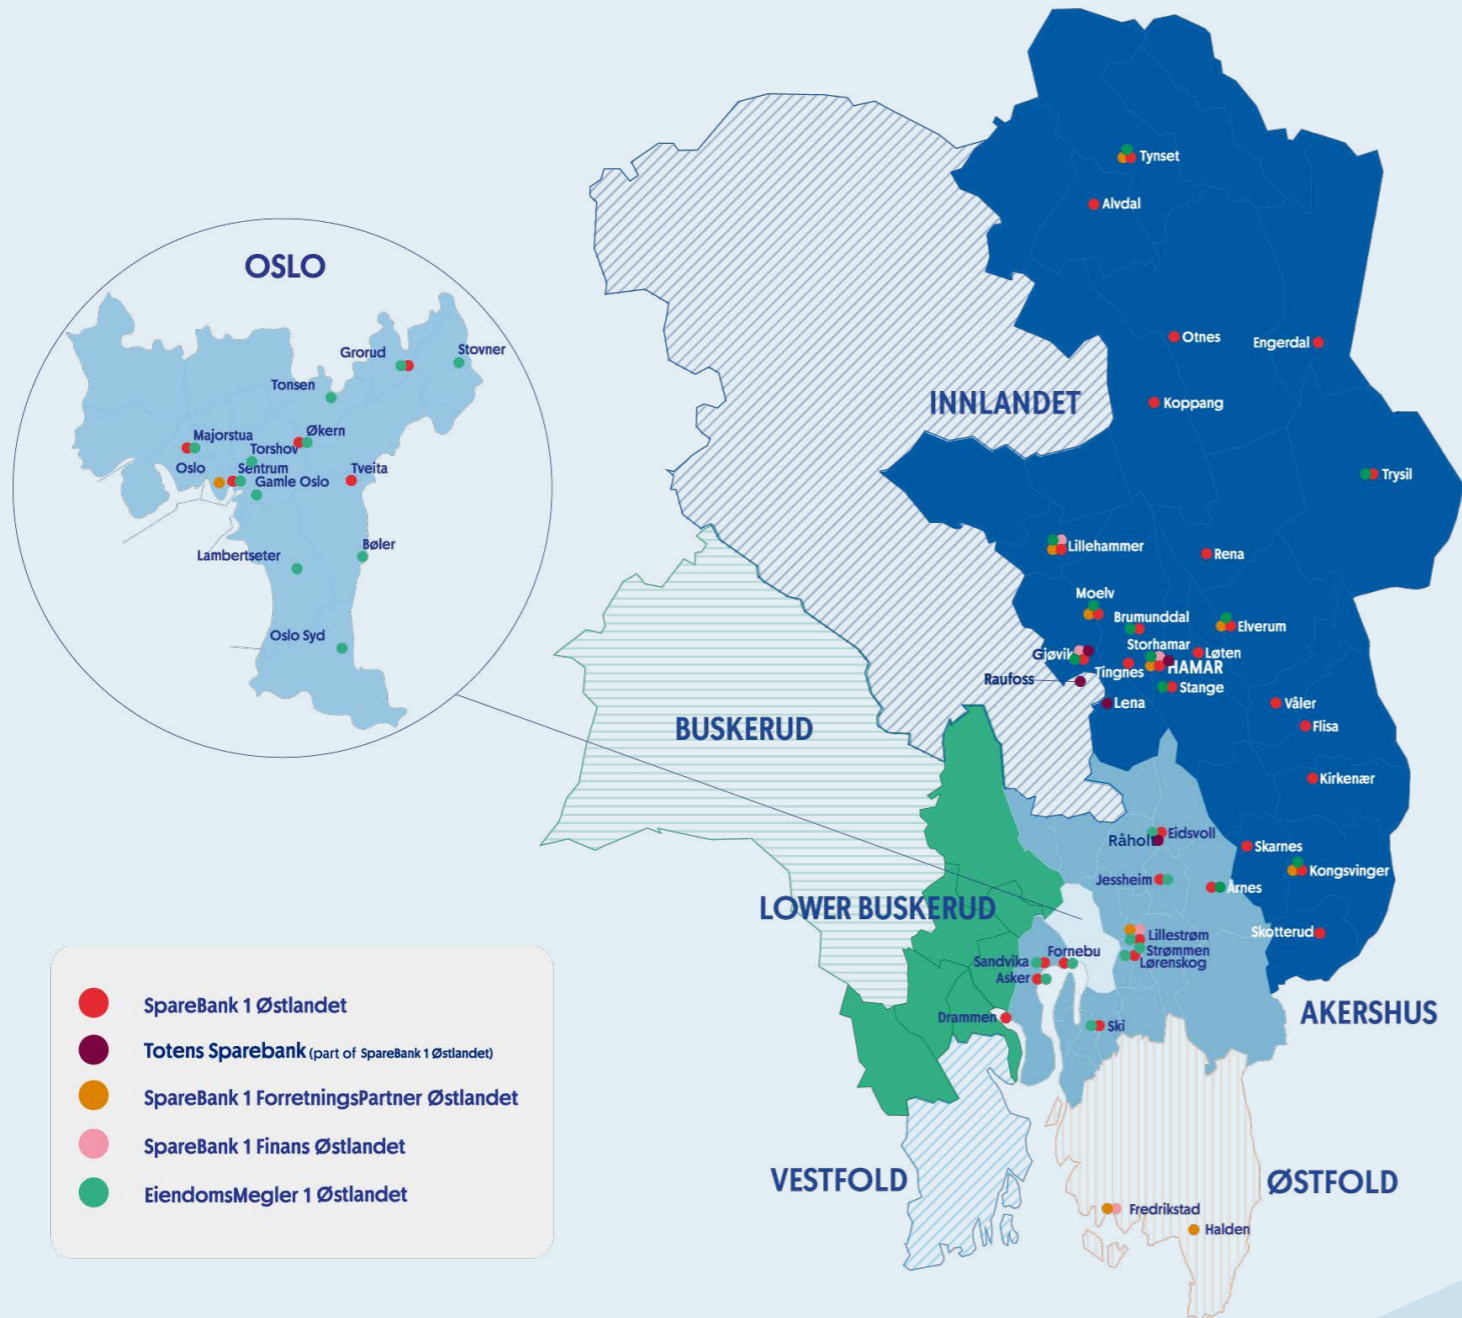 OSLO
Grorud
Stovner
Tonsen
Majorstua
Økern
Torshov
Oslo
Sentrum
Tveita
Gamle Oslo
Lambertseter
Bøler
Oslo Syd
Tynset
Alvdal
Otnes
Engerdal
INNLANDET
Koppang
Trysil
Lillehammer
Rena
Moelv
Brumunddal
Elverum
Gjøvik
Storhamar
Løten
Tingnes
HAMAR
Raufoss
Stange
Lena
Våler
Flisa
BUSKERUD
Kirkenær
Eidsvoll
Råholt
Skarnes
Jessheim
Kongsvinger
Årnes
LOWER BUSKERUD
Skotterud
Lillestrøm
Strømmen
Lørenskog
Fornebu
Sandvika
Asker
Drammen
Ski
AKERSHUS
VESTFOLD
ØSTFOLD
Fredrikstad
Halden
SpareBank 1 Østlandet
Totens Sparebank (part of SpareBank 1 Østlandet)
SpareBank 1 ForretningsPartner Østlandet
SpareBank 1 Finans Østlandet
EiendomsMegler 1 Østlandet